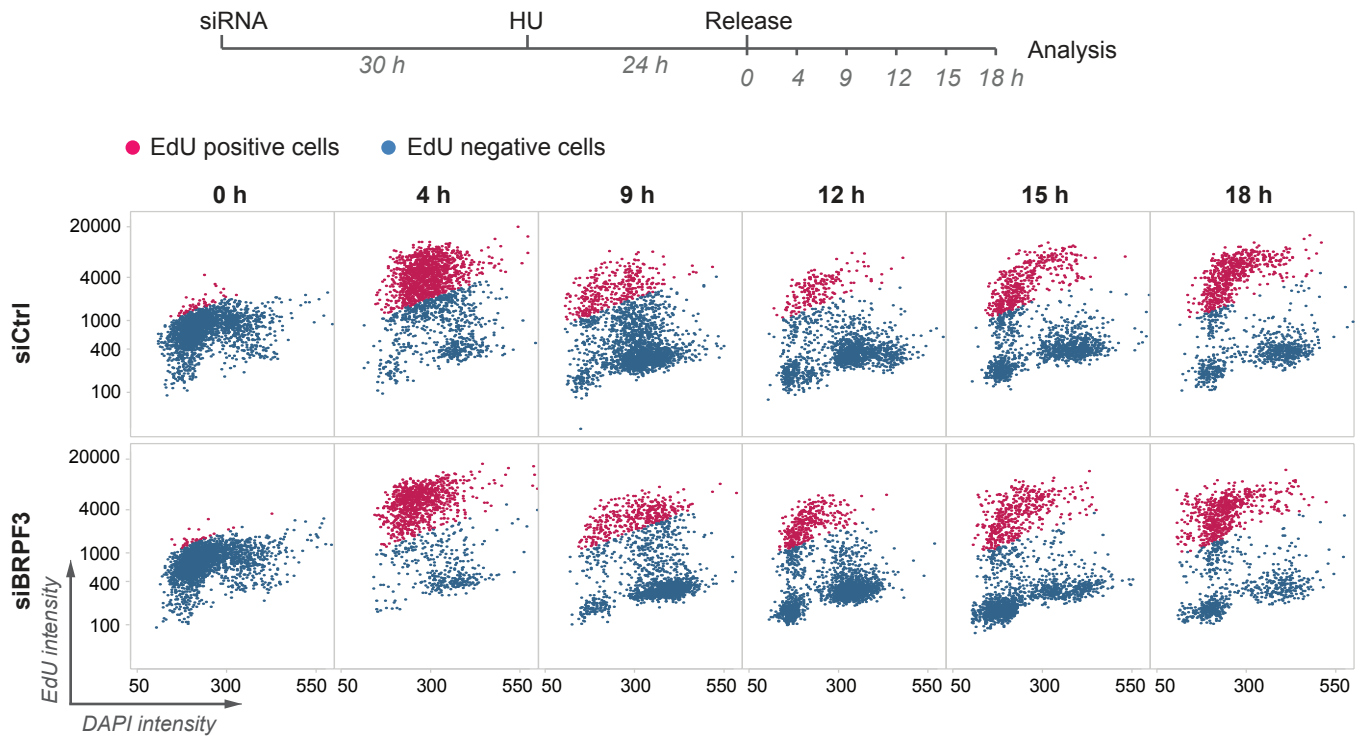 siRNA HU Release
Analysis
30 h 24 h 0 4 9 12 15 18 h
EdU positive cells EdU negative cells
0 h 4 h 9 h 12 h 15 h 18 h
siCtrl
20000
4000
1000
400
100
siBRPF3
20000
4000
1000
400
100
EdU intensity
50 300 550 50 300 550 50 300 550 50 300 550 50 300 550 50 300 550
DAPI intensity